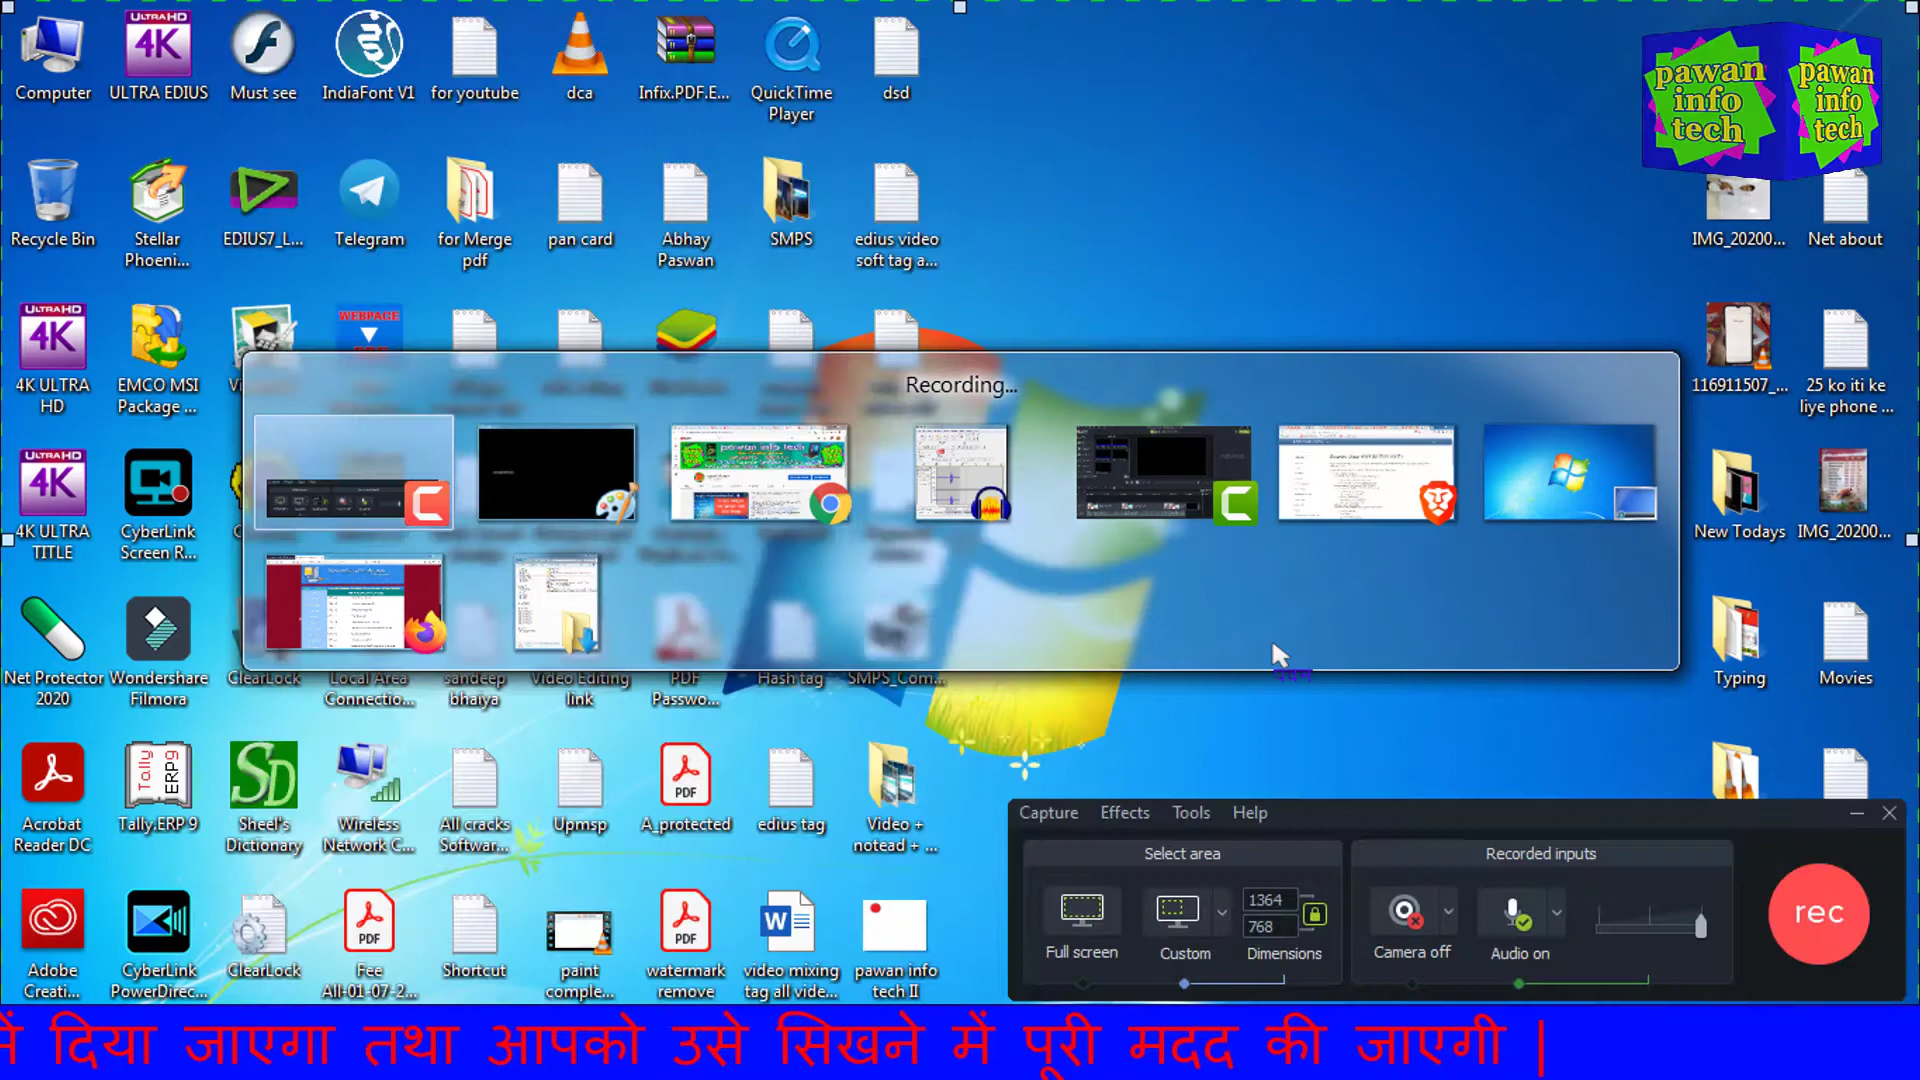 Computer
ULTRA EDIUS
Must see
IndiaFont V1
for youtube
dca
Infix.PDF.E...
QuickTime
Player
dsd
pawan
info
tech
pawan
info
tech
Recycle Bin
Stellar
Phoeni...
EDIUS7_L...
Telegram
for Merge
pdf
pan card
Abhay
Paswan
SMPS
edius video
soft tag a...
IMG_20200...
Net about
ULTRA HD
4K
WEBPAGE
4K ULTRA
HD
EMCO MSI
Package ...
116911507_...
25 ko iti ke
liye phone ...
Recording...
4K ULTRA
TITLE
CyberLink
Screen R...
New Todays
IMG_20200...
Net Protector
2020
Wondershare
Filmora
ClearLock
Local Area
Connectio...
sandeep
bhaiya
Video Editing
link
PDF
Passwo...
Hash tag
SMPS_Com...
Typing
Movies
Acrobat
Reader DC
Tally.ERP 9
Sheel's
Dictionary
Wireless
Network C...
All cracks
Softwar...
Upmsp
A_protected
edius tag
Video +
notead + ...
Capture Effects Tools Help
Select area
Recorded inputs
1364
768
Full screen
Custom
Dimensions
Camera off
Audio on
rec
Adobe
Creati...
CyberLink
PowerDirec...
ClearLock
Fee
All-01-07-2...
Shortcut
paint
comple...
watermark
remove
video mixing
tag all vide...
pawan info
tech II
में दिया जाएगा तथा आपको उसे सिखने में पूरी मदद की जाएगी |